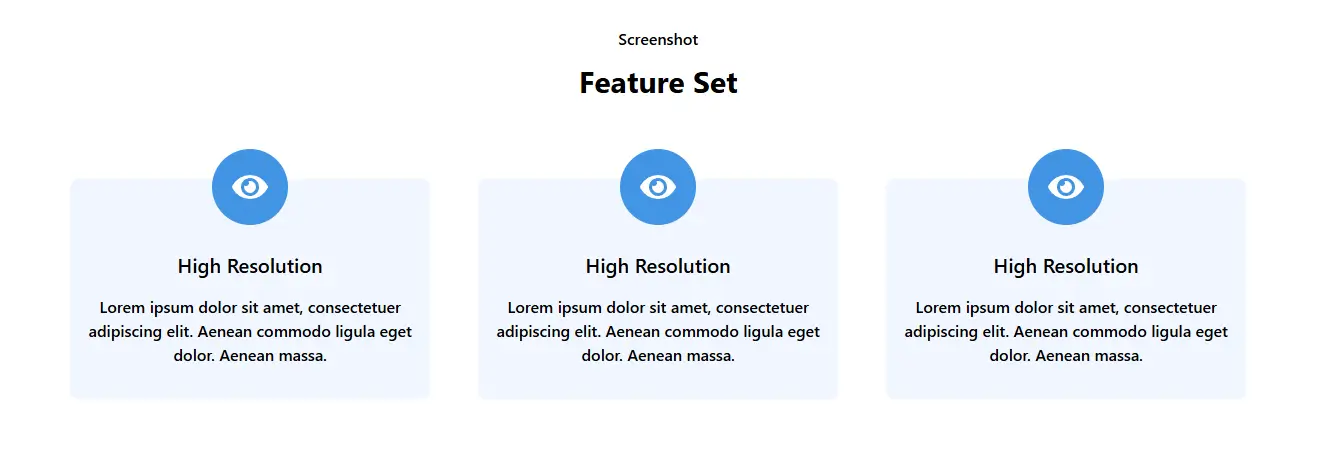 Screenshot
Feature Set
High Resolution
Lorem ipsum dolor sit amet, consectetuer
adipiscing elit. Aenean commodo ligula eget
dolor. Aenean massa.
High Resolution
Lorem ipsum dolor sit amet, consectetuer
adipiscing elit. Aenean commodo ligula eget
dolor. Aenean massa.
High Resolution
Lorem ipsum dolor sit amet, consectetuer
adipiscing elit. Aenean commodo ligula eget
dolor. Aenean massa.